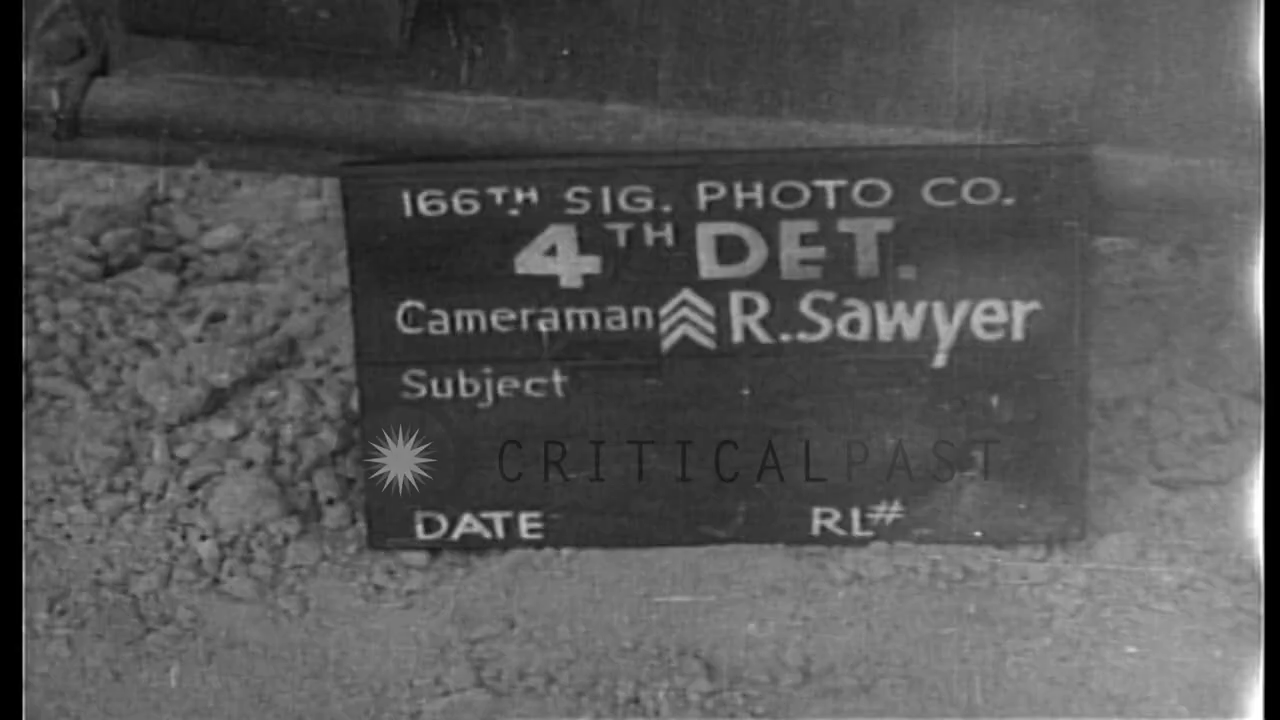 166TH SIG. PHOTO CO.
4TH DET.
Cameraman R. Sawyer
Subject
CRITICALPAST
DATE RL#